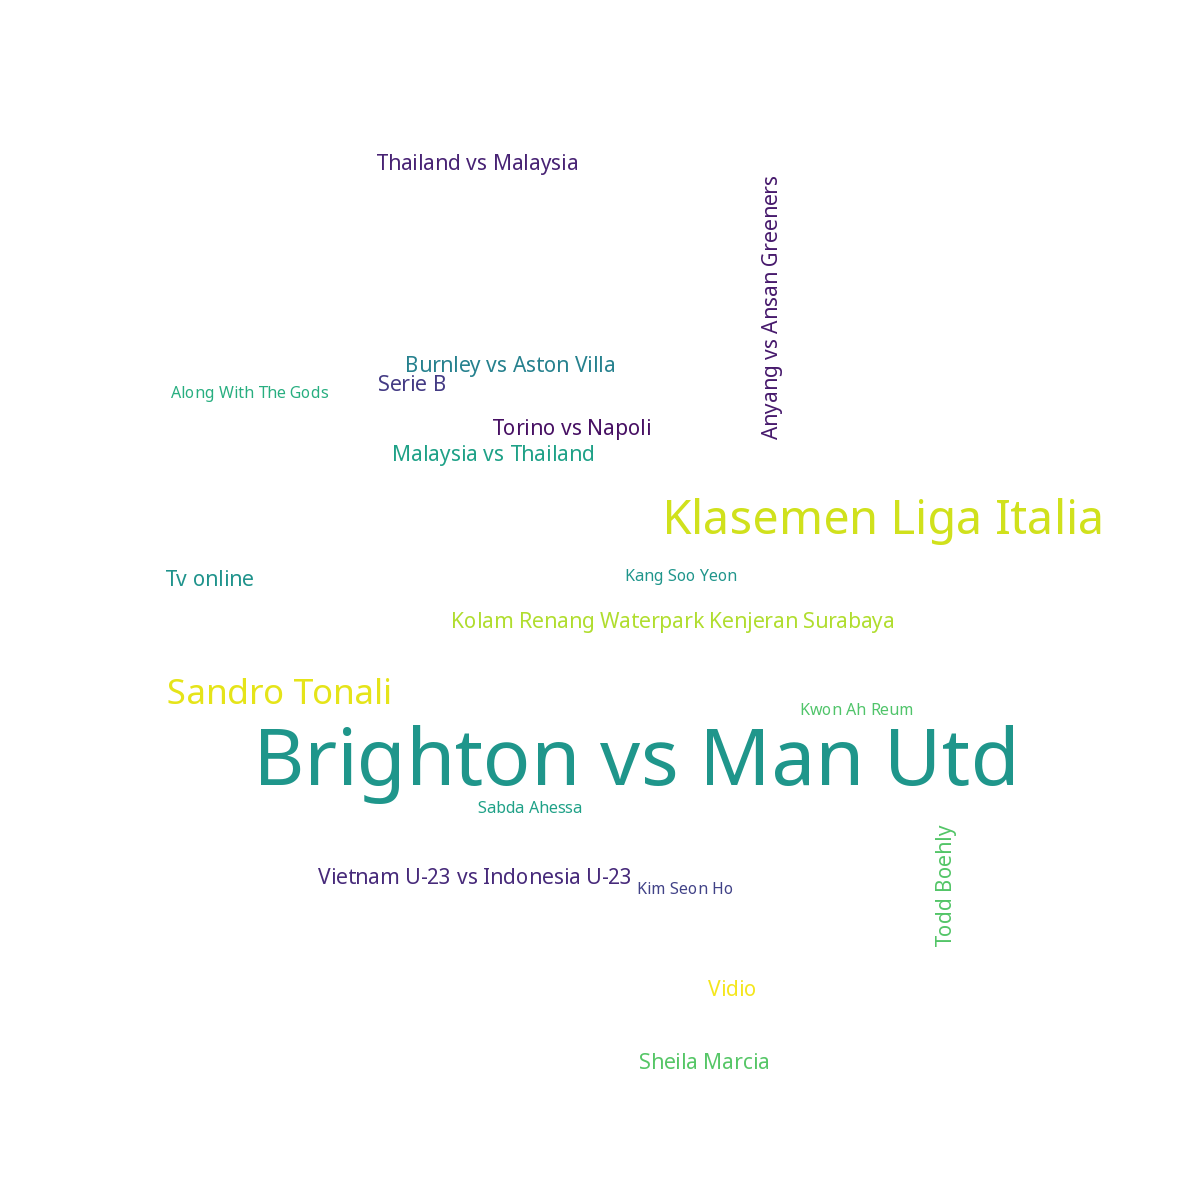 Thailand vs Malaysia
Anyang vs Ansan Greeners
Burnley vs Aston Villa
Serie B
Along With The Gods
Torino vs Napoli
Malaysia vs Thailand
Klasemen Liga Italia
Tv online
Kang Soo Yeon
Kolam Renang Waterpark Kenjeran Surabaya
Sandro Tonali
Kwon Ah Reum
Brighton vs Man Utd
Sabda Ahessa
Vietnam U-23 vs Indonesia U-23
Kim Seon Ho
Todd Boehly
Vidio
Sheila Marcia